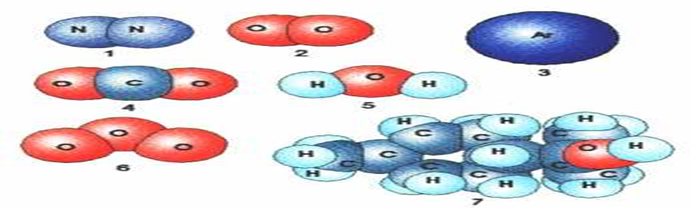 N N
1
O O
2
Ar
3
O C O
4
H O H
5
O O O
6
H C H C H H
H C C H O H
H H C H H C
7